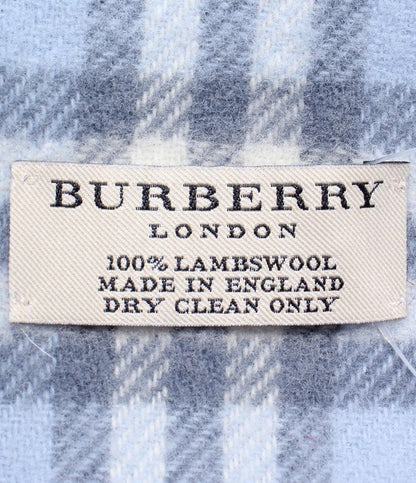 BURBERRY
LONDON
100% LAMBSWOOL
MADE IN ENGLAND
DRY CLEAN ONLY